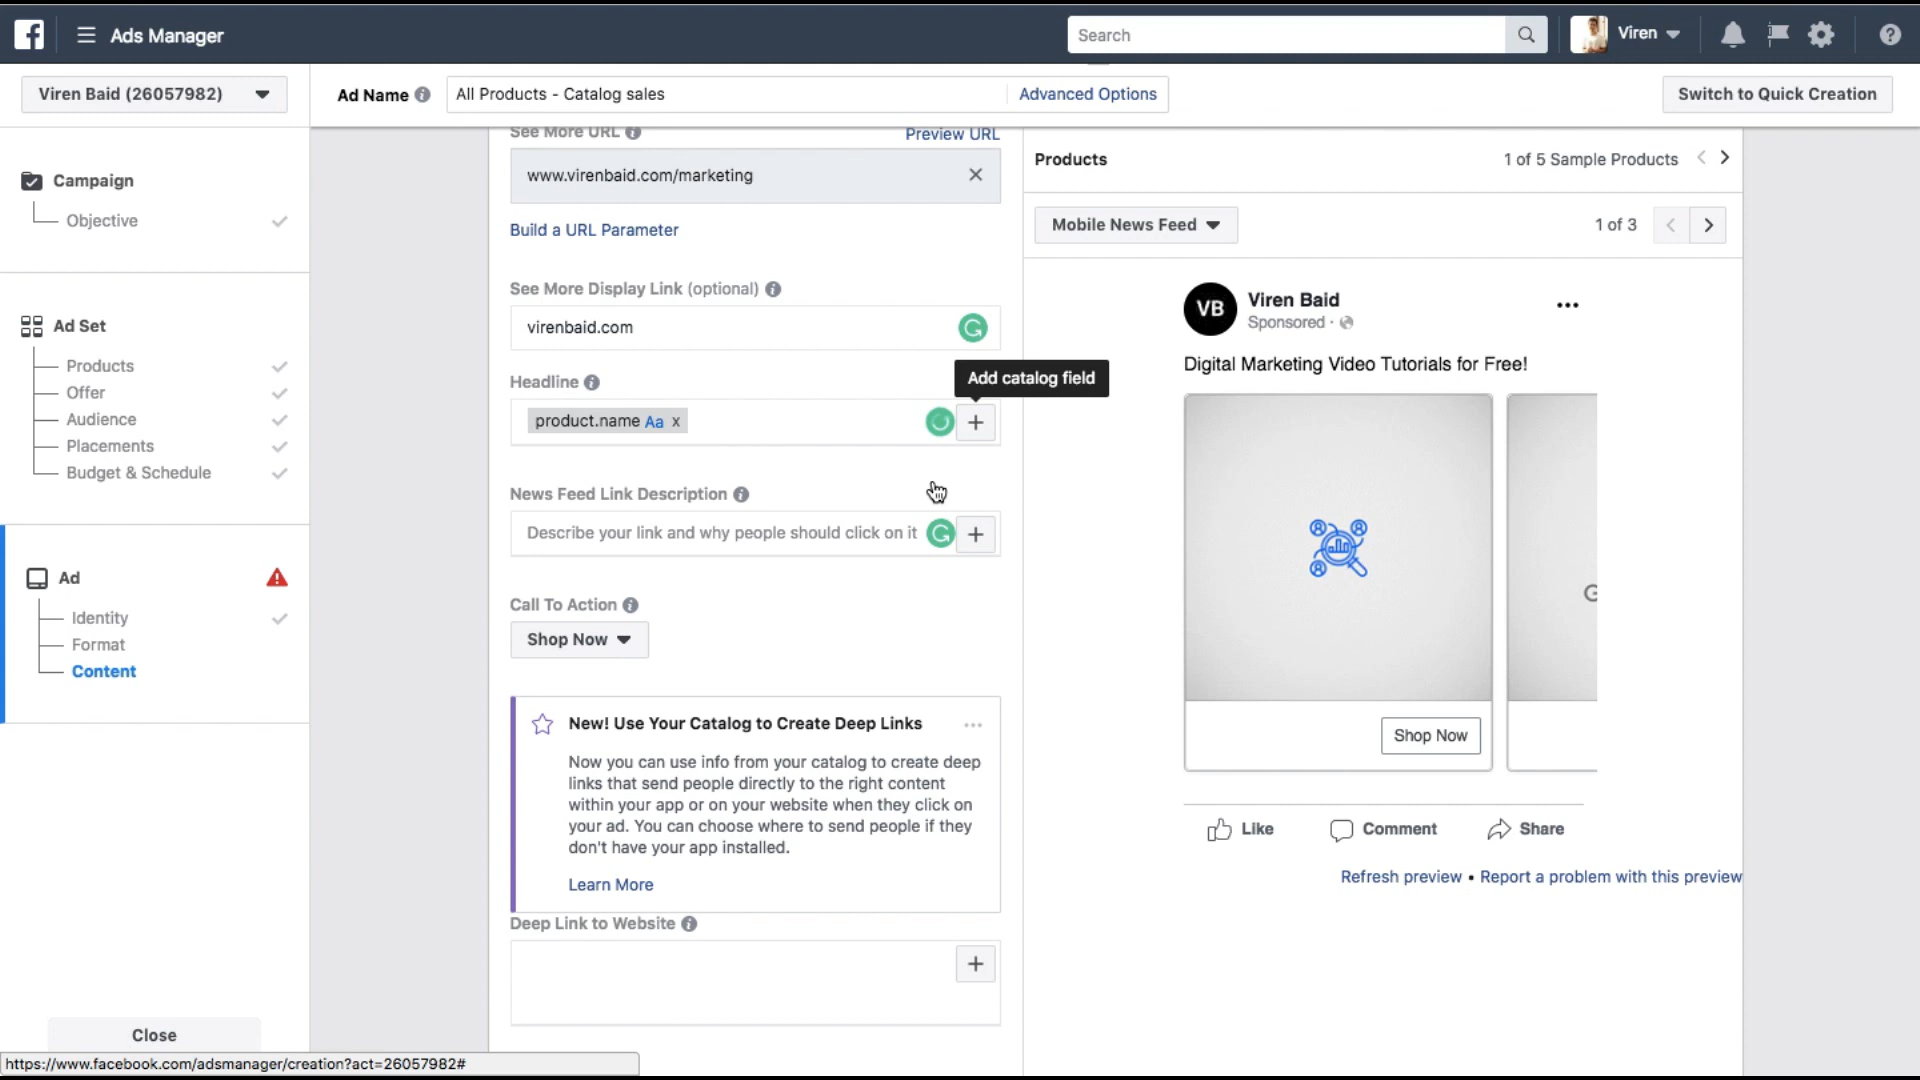 Ads Manager
Search
Viren
Viren Baid (26057982)
Ad Name
All Products - Catalog sales
Advanced Options
Switch to Quick Creation
Campaign
Objective
Ad Set
Products
Offer
Audience
Placements
Budget & Schedule
Ad
Identity
Format
Content
Close
https://www.facebook.com/adsmanager/creation?act=26057982#
See More URL
Preview URL
www.virenbaid.com/marketing
Build a URL Parameter
See More Display Link (optional)
virenbaid.com
Add catalog field
Headline
product.name Aa x
News Feed Link Description
Describe your link and why people should click on it
Call To Action
Shop Now
New! Use Your Catalog to Create Deep Links
Now you can use info from your catalog to create deep
links that send people directly to the right content
within your app or on your website when they click on
your ad. You can choose where to send people if they
don't have your app installed.
Learn More
Deep Link to Website
Products
1 of 5 Sample Products
Mobile News Feed
1 of 3
VB
Viren Baid
Sponsored ·
Digital Marketing Video Tutorials for Free!
G
Shop Now
Like
Comment
Share
Refresh preview • Report a problem with this preview